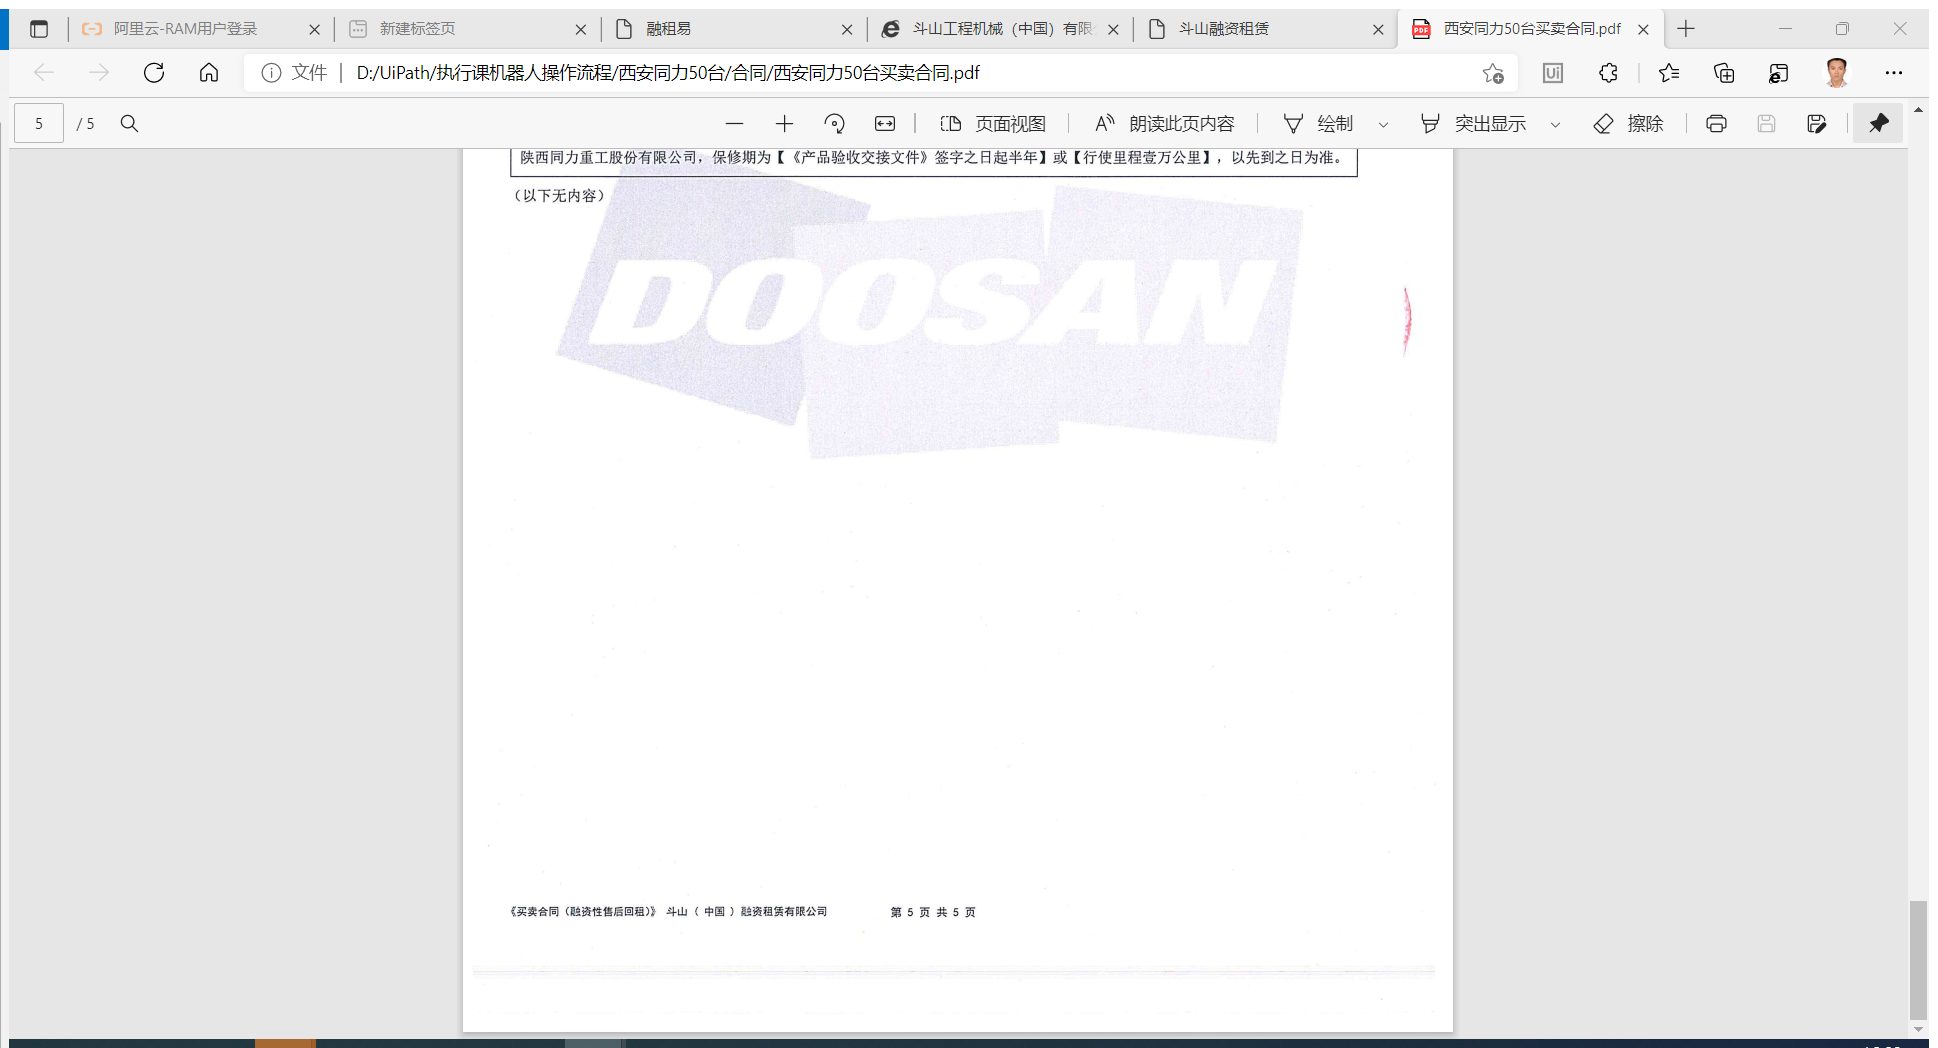 阿里云-RAM用户登录
新建标签页
融租易
斗山工程机械（中国）有限
斗山融资租赁
西安同力50台买卖合同.pdf
文件
D:/UiPath/执行课机器人操作流程/西安同力50台/合同/西安同力50台买卖合同.pdf
Ui
5 / 5
页面视图
朗读此页内容
绘制
突出显示
擦除
陕西同力重工股份有限公司，保修期为【《产品验收交接文件》签字之日起半年】或【行使里程壹万公里】，以先到之日为准。
（以下无内容）
DOOSAN
《买卖合同（融资性售后回租）》 斗山（ 中国 ）融资租赁有限公司 第 5 页 共 5 页